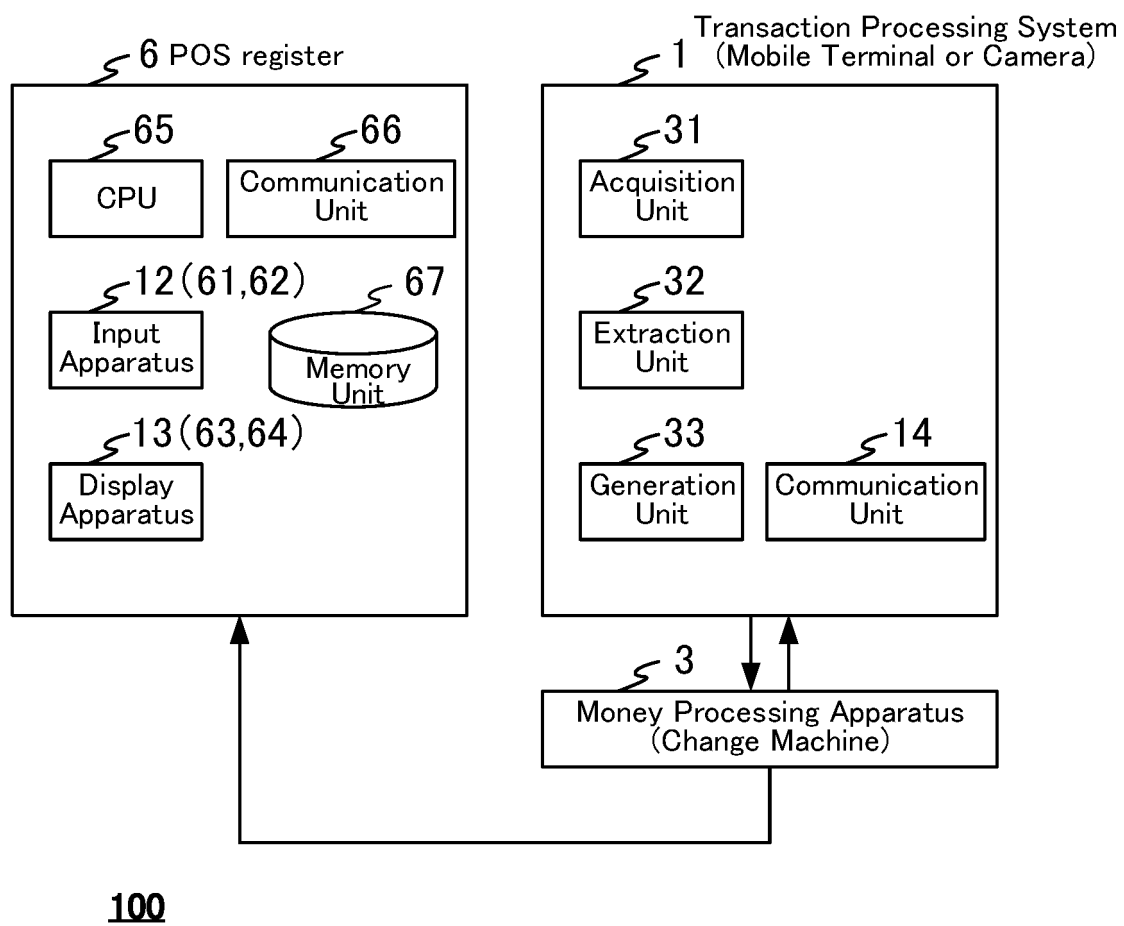 6 POS register
65
CPU
66
Communication
Unit
12(61,62)
Input
Apparatus
67
Memory
Unit
13(63,64)
Display
Apparatus
Transaction Processing System
1 (Mobile Terminal or Camera)
31
Acquisition
Unit
32
Extraction
Unit
33
Generation
Unit
14
Communication
Unit
3
Money Processing Apparatus
(Change Machine)
100